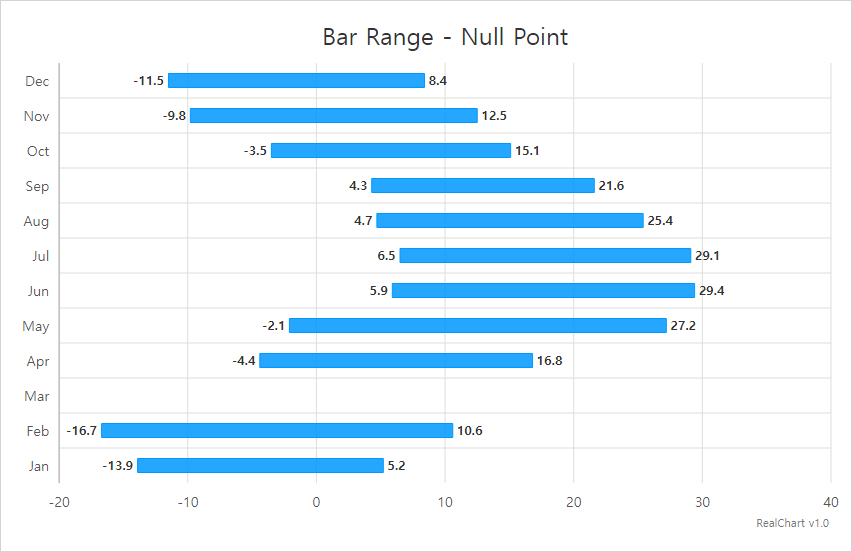 Bar Range - Null Point
Dec -11.5 8.4
Nov -9.8 12.5
Oct -3.5 15.1
Sep 4.3 21.6
Aug 4.7 25.4
Jul 6.5 29.1
Jun 5.9 29.4
May -2.1 27.2
Apr -4.4 16.8
Mar
Feb -16.7 10.6
Jan -13.9 5.2
-20 -10 0 10 20 30 40
RealChart v1.0